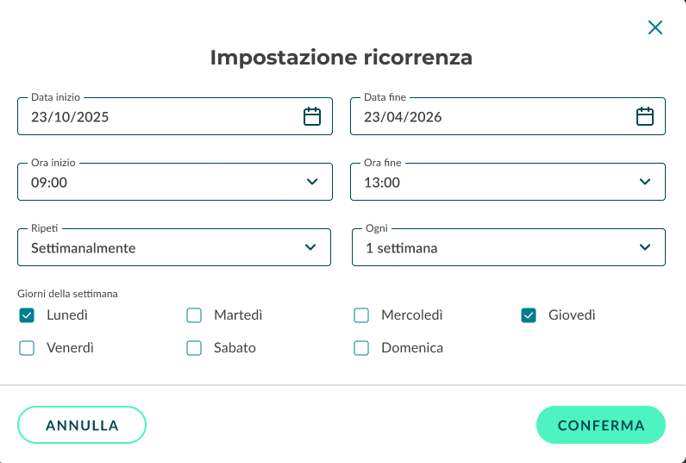 Impostazione ricorrenza
Data inizio
23/10/2025
Data fine
23/04/2026
Ora inizio
09:00
Ora fine
13:00
Ripeti
Settimanalmente
Ogni
1 settimana
Giorni della settimana
Lunedì
Martedì
Mercoledì
Giovedì
Venerdì
Sabato
Domenica
ANNULLA
CONFERMA